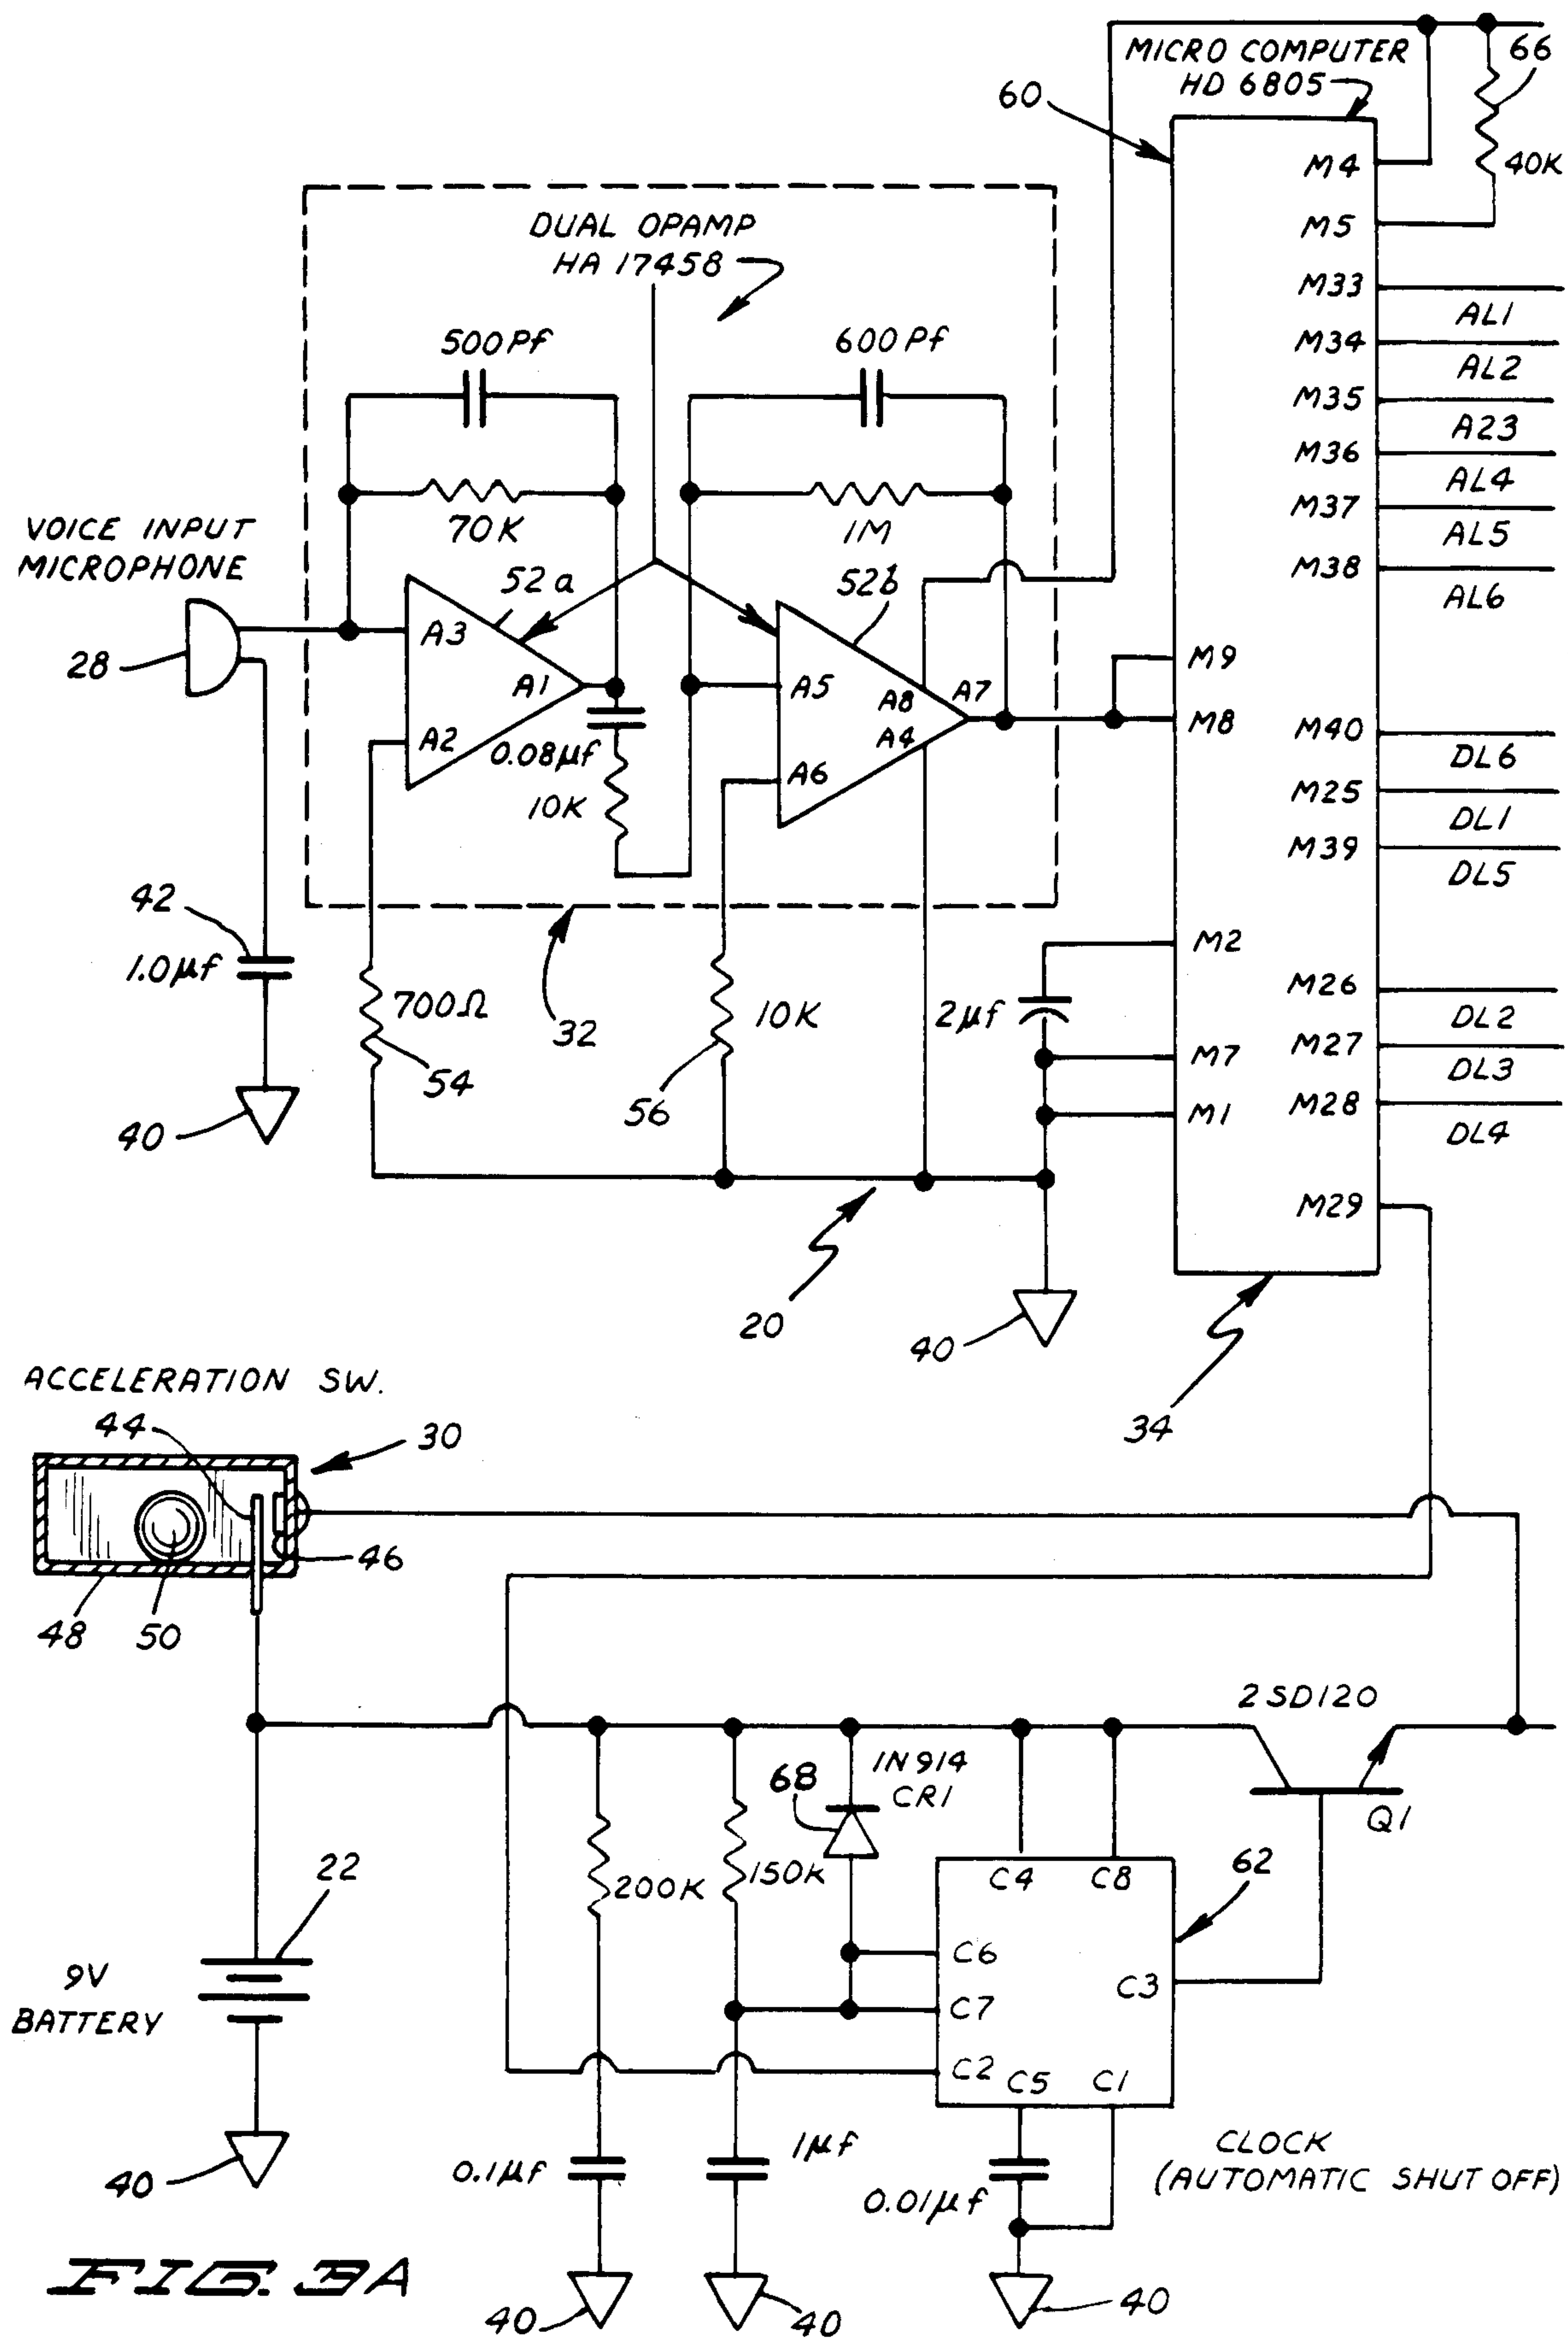 MICRO COMPUTER
HD 6805
66
60
M4
40K
M5
DUAL OPAMP
HA 17458
M33
AL1
500Pf
600Pf
M34
AL2
M35
A23
M36
AL4
70K
1M
M37
AL5
VOICE INPUT
MICROPHONE
M38
AL6
52a
52b
A3
28
M9
A1
A5
A8
A7
A2
A4
M8
M40
DL6
0.08µf
A6
10K
M25
DL1
M39
DL5
42
1.0µf
M2
700Ω
32
10K
2µf
M26
DL2
54
M7
M27
DL3
56
M1
M28
DL4
40
M29
20
40
ACCELERATION SW.
44
30
34
46
48
50
2SD120
1N914
CR1
68
Q1
22
200K
150K
C4
C8
62
C6
9V
BATTERY
C7
C3
C2
C5
C1
0.1µf
1µf
0.01µf
CLOCK
(AUTOMATIC SHUT OFF)
40
FIG. 3A
40
40
40